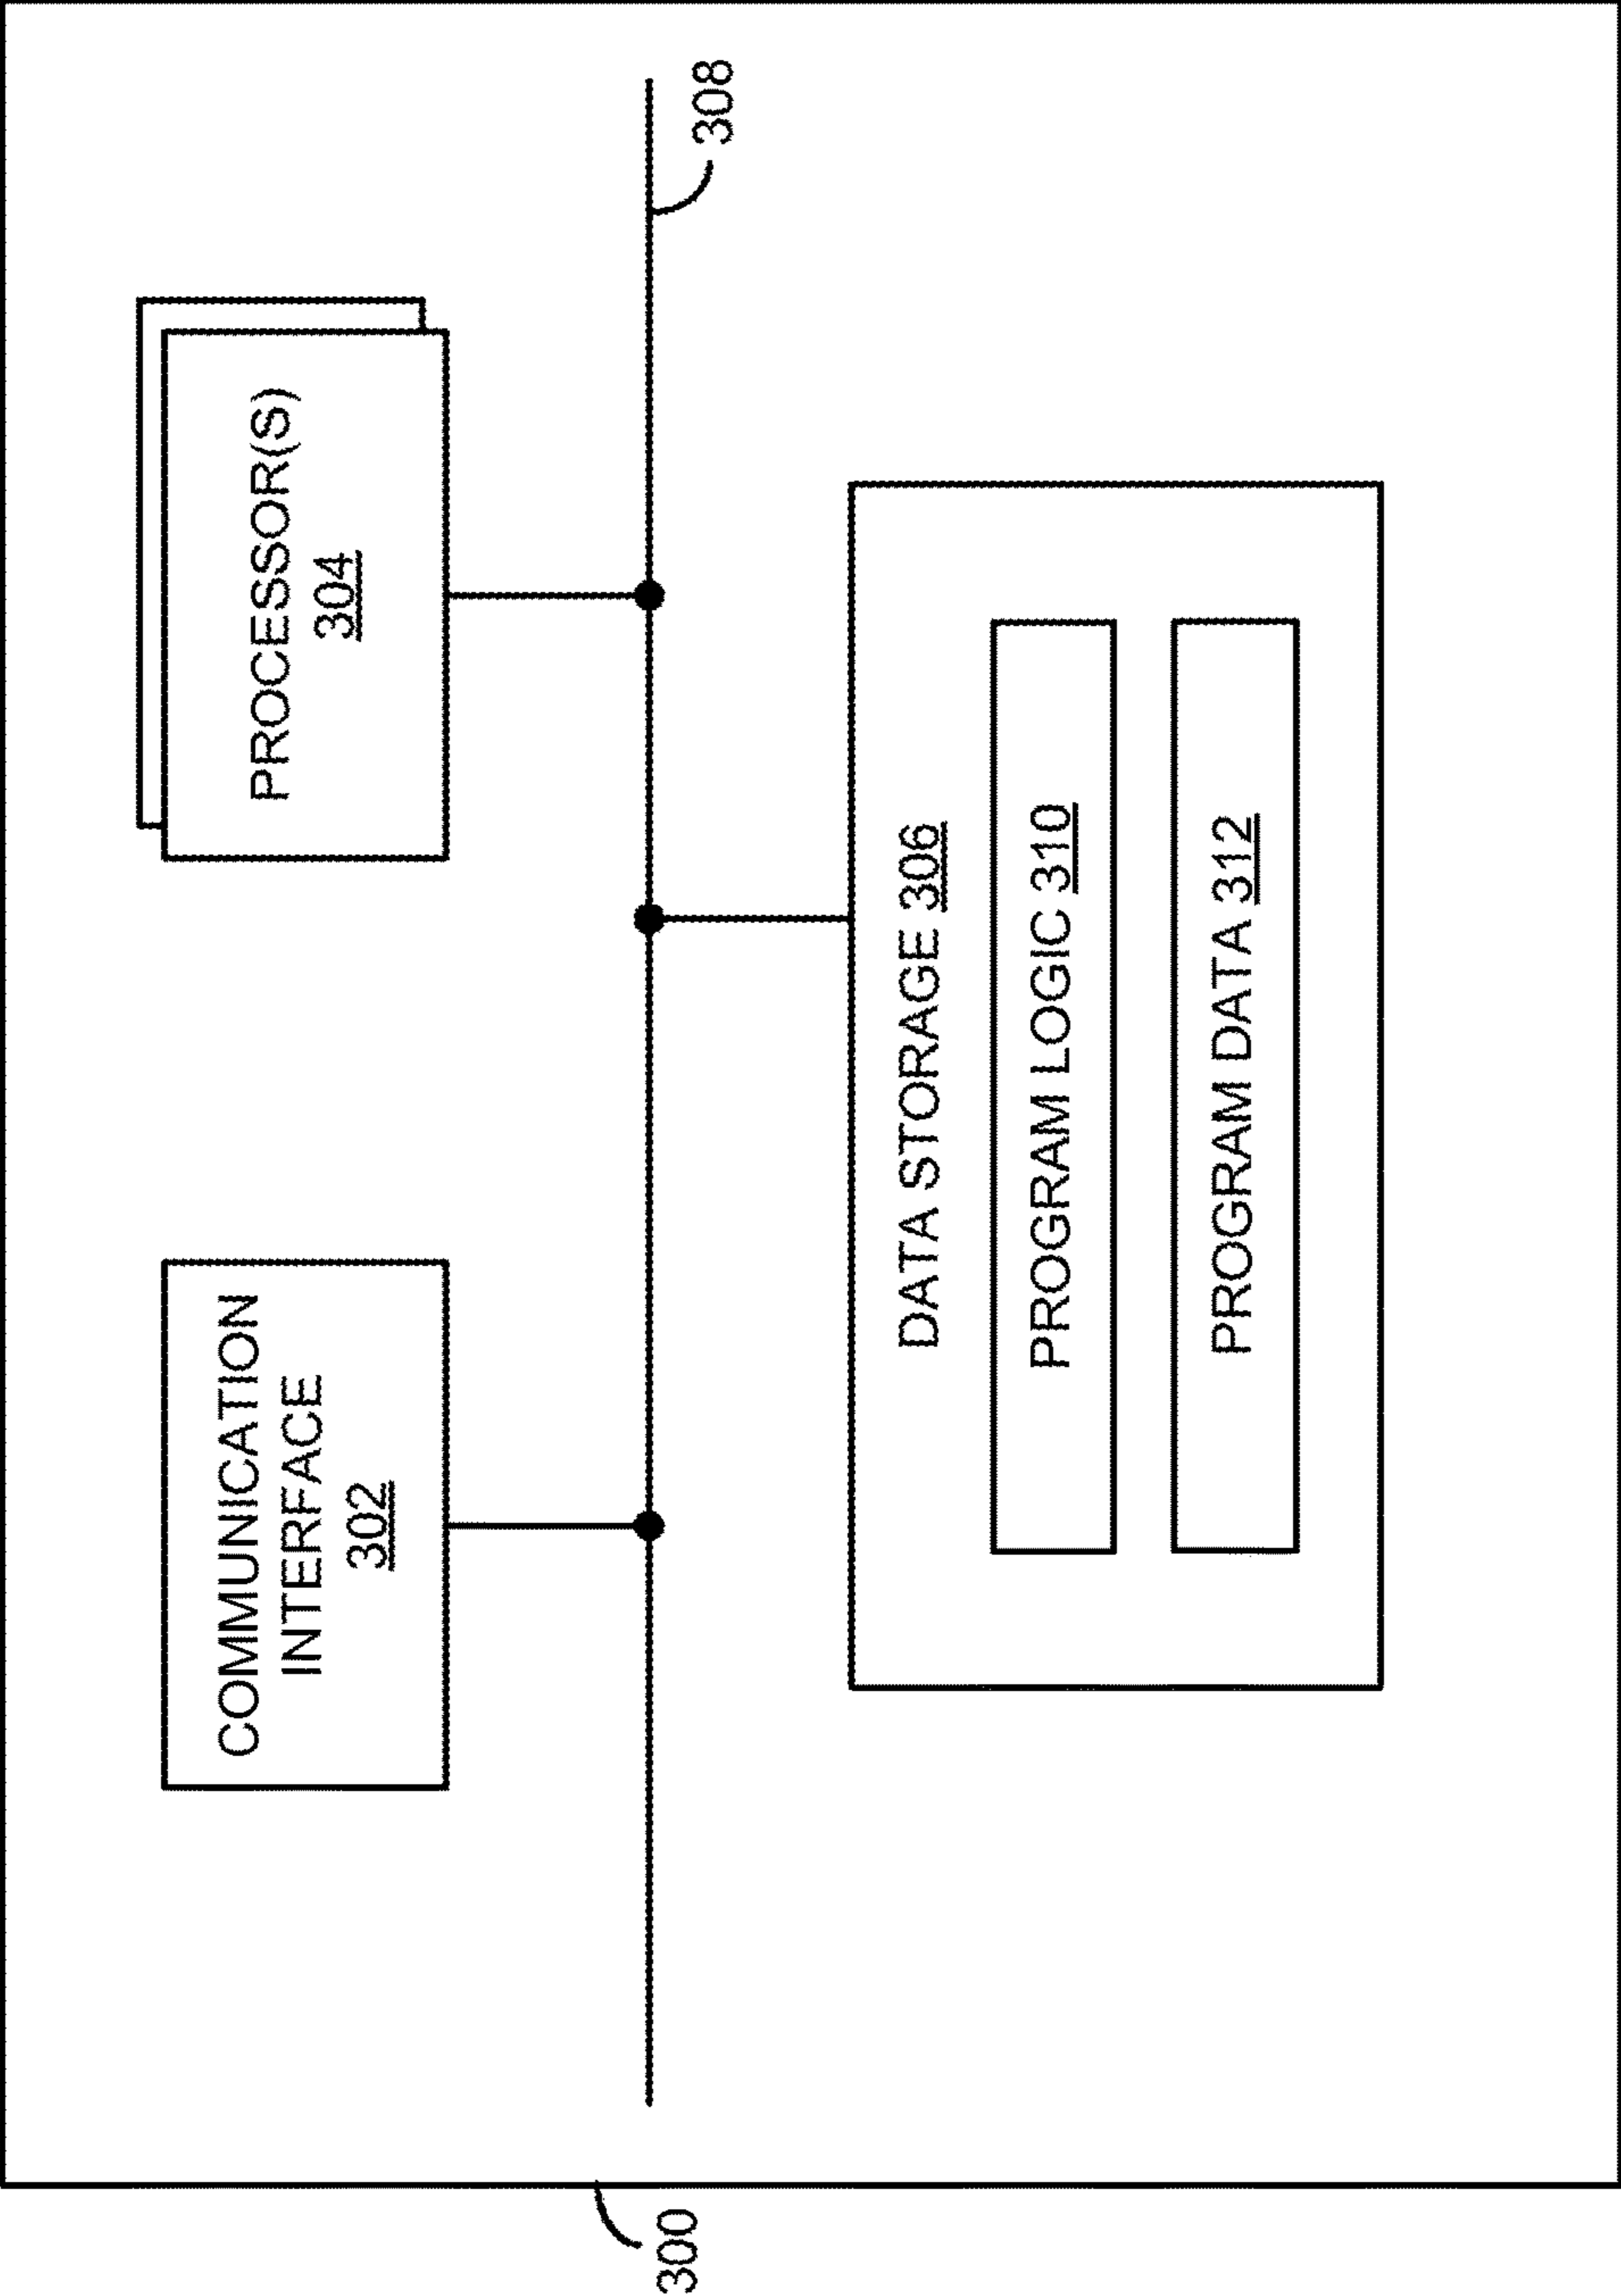 COMMUNICATION
INTERFACE
302
PROCESSOR(S)
304
308
DATA STORAGE 306
PROGRAM LOGIC 310
PROGRAM DATA 312
300